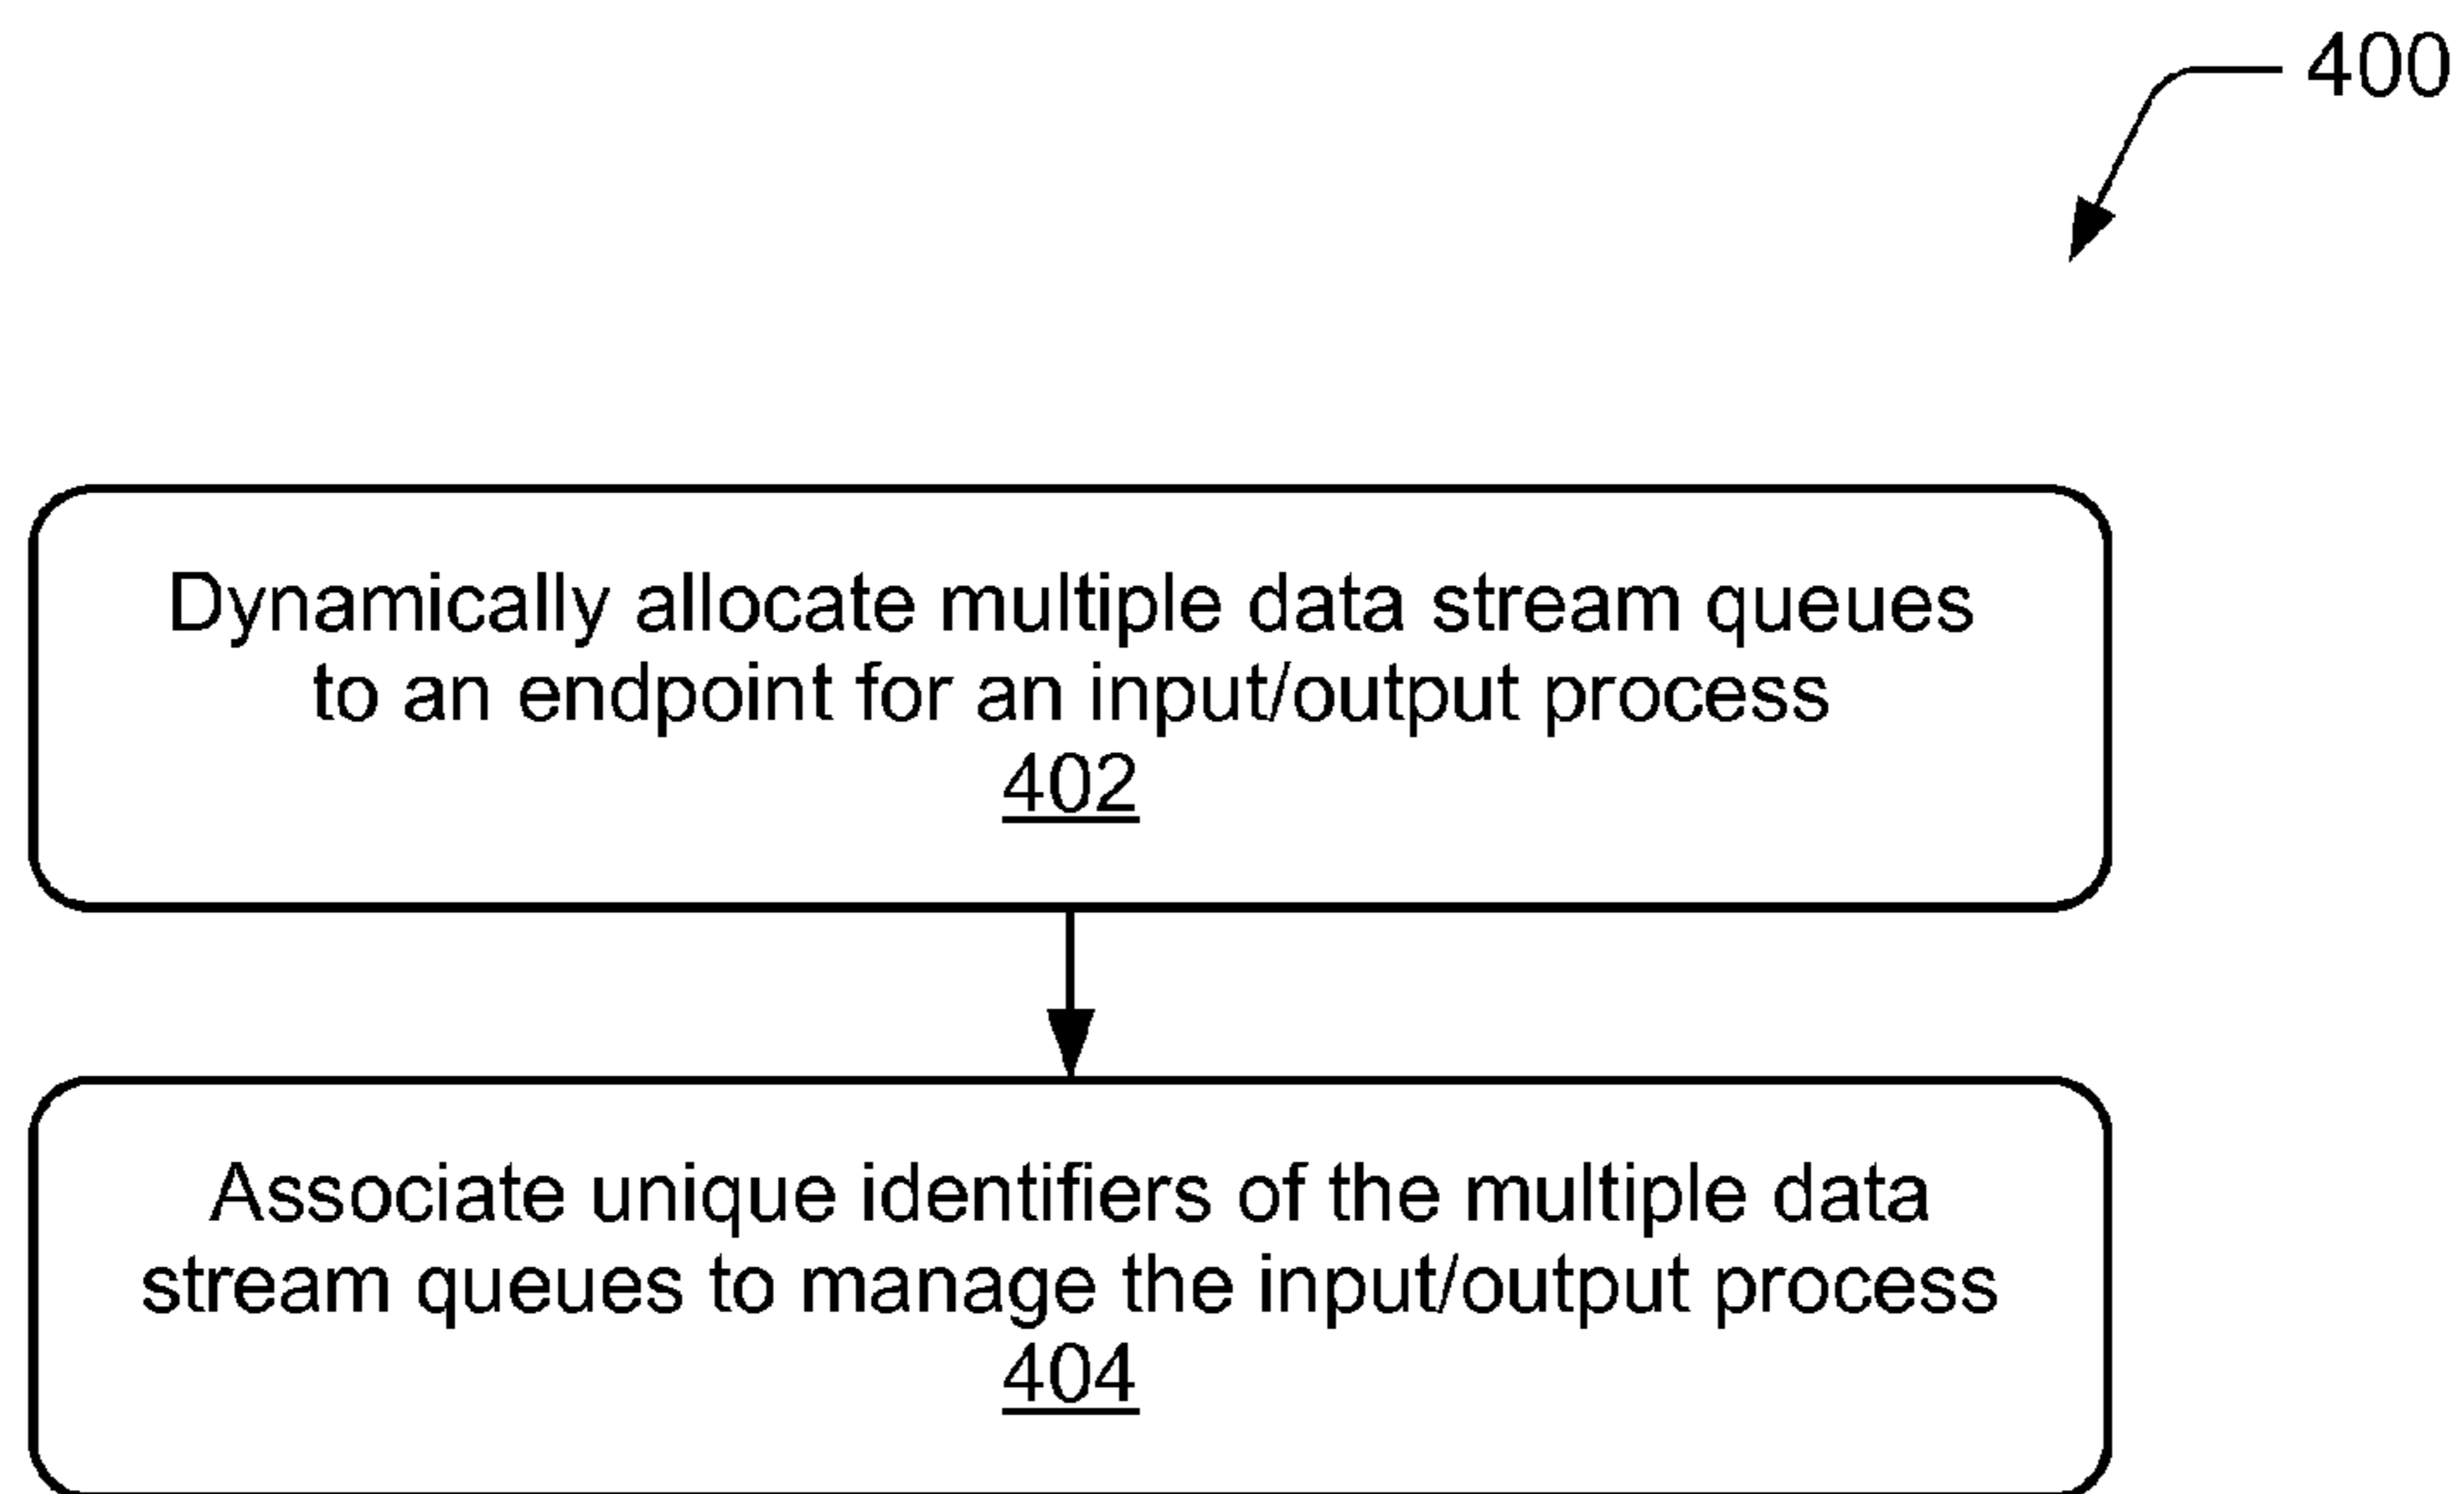 400
Dynamically allocate multiple data stream queues
to an endpoint for an input/output process
402
Associate unique identifiers of the multiple data
stream queues to manage the input/output process
404